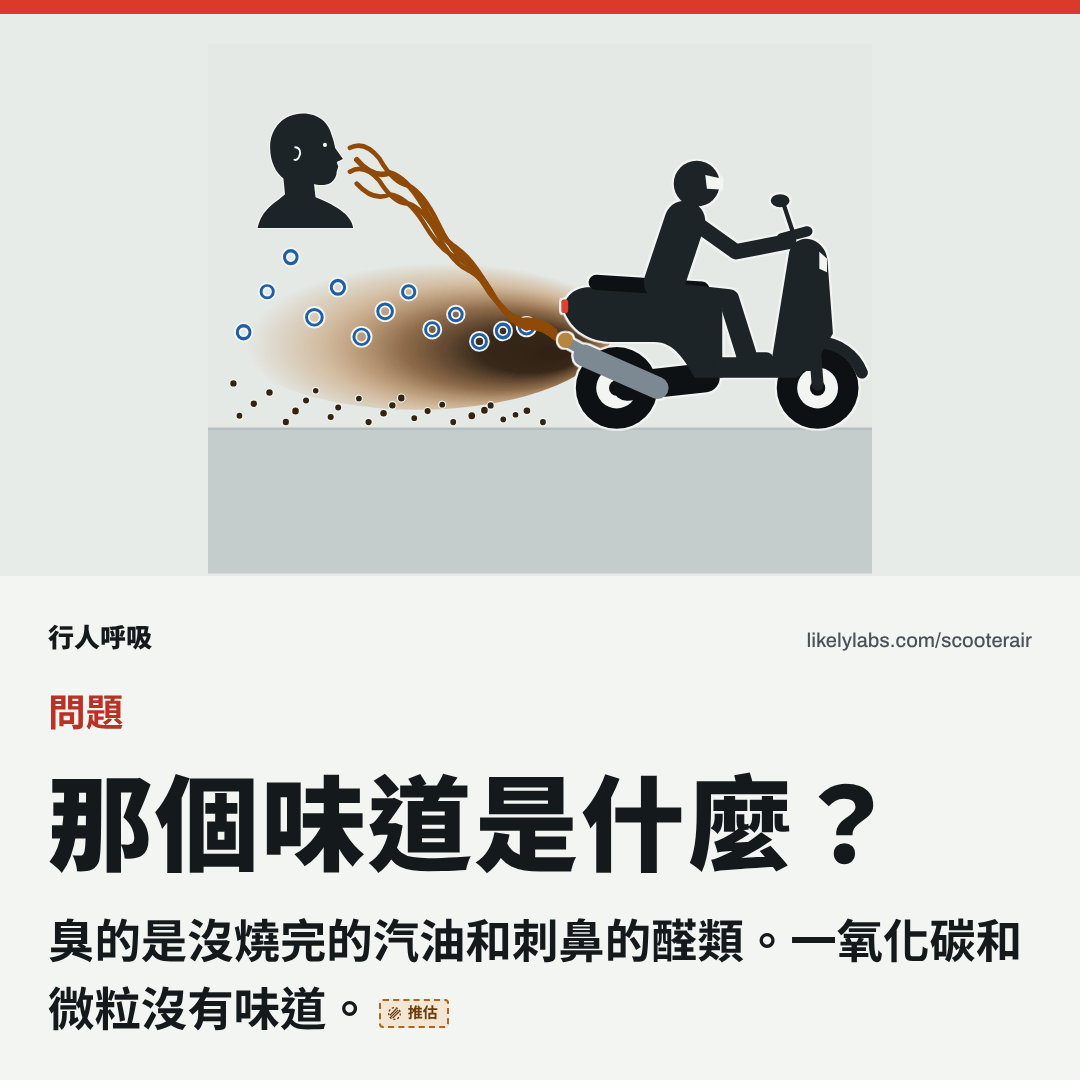 行人呼吸
likelylabs.com/scooterair
問題
那個味道是什麼？
臭的是沒燒完的汽油和刺鼻的醛類。一氧化碳和
微粒沒有味道。 推估